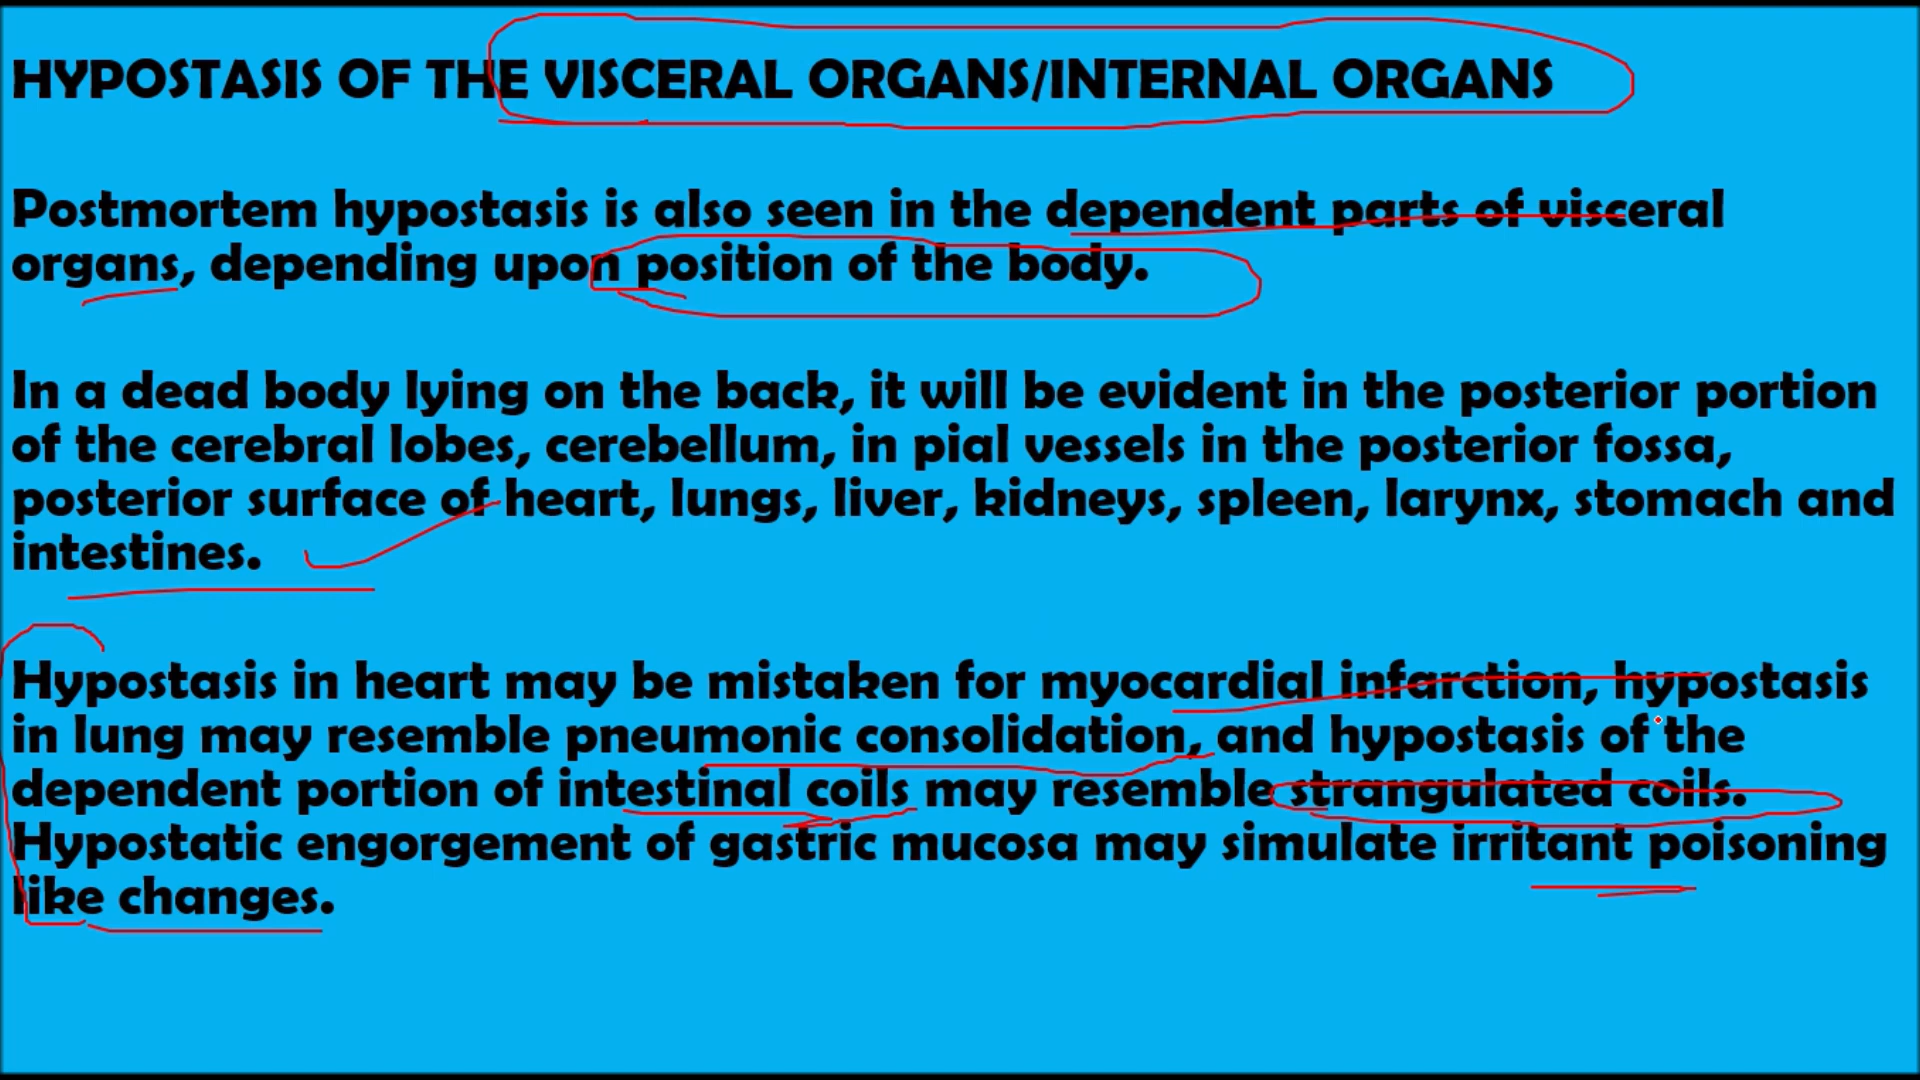 HYPOSTASIS OF THE VISCERAL ORGANS/INTERNAL ORGANS
Postmortem hypostasis is also seen in the dependent parts of visceral
organs, depending upon position of the body.
In a dead body lying on the back, it will be evident in the posterior portion
of the cerebral lobes, cerebellum, in pial vessels in the posterior fossa,
posterior surface of heart, lungs, liver, kidneys, spleen, larynx, stomach and
intestines.
Hypostasis in heart may be mistaken for myocardial infarction, hypostasis
in lung may resemble pneumonic consolidation, and hypostasis of the
dependent portion of intestinal coils may resemble strangulated coils.
Hypostatic engorgement of gastric mucosa may simulate irritant poisoning
like changes.